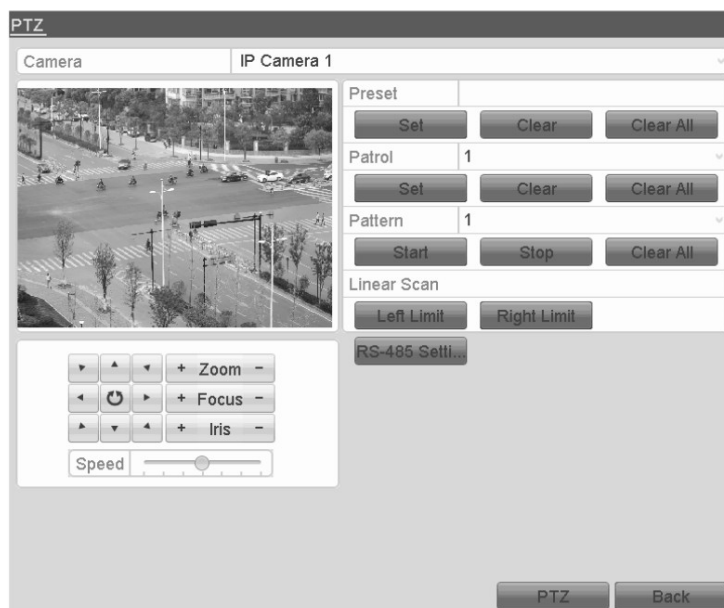 PTZ
Camera IP Camera 1
Preset
Set Clear Clear All
Patrol 1
Set Clear Clear All
Pattern 1
Start Stop Clear All
Linear Scan
Left Limit Right Limit
RS-485 Setti...
+ Zoom -
+ Focus -
+ Iris -
Speed
PTZ Back